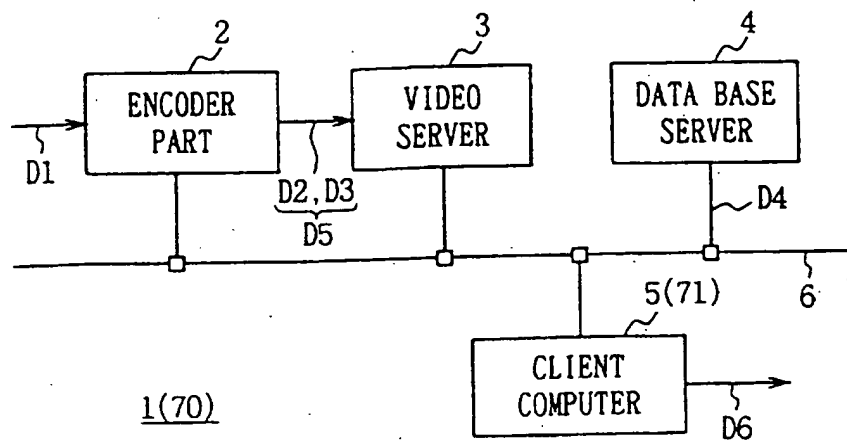 2
3
4
ENCODER
PART
VIDEO
SERVER
DATA BASE
SERVER
D1
D2, D3
D5
D4
6
5(71)
CLIENT
COMPUTER
D6
1(70)